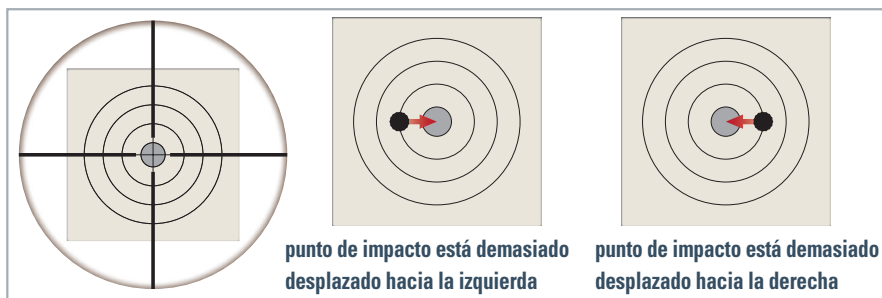 punto de impacto está demasiado
desplazado hacia la izquierda
punto de impacto está demasiado
desplazado hacia la derecha